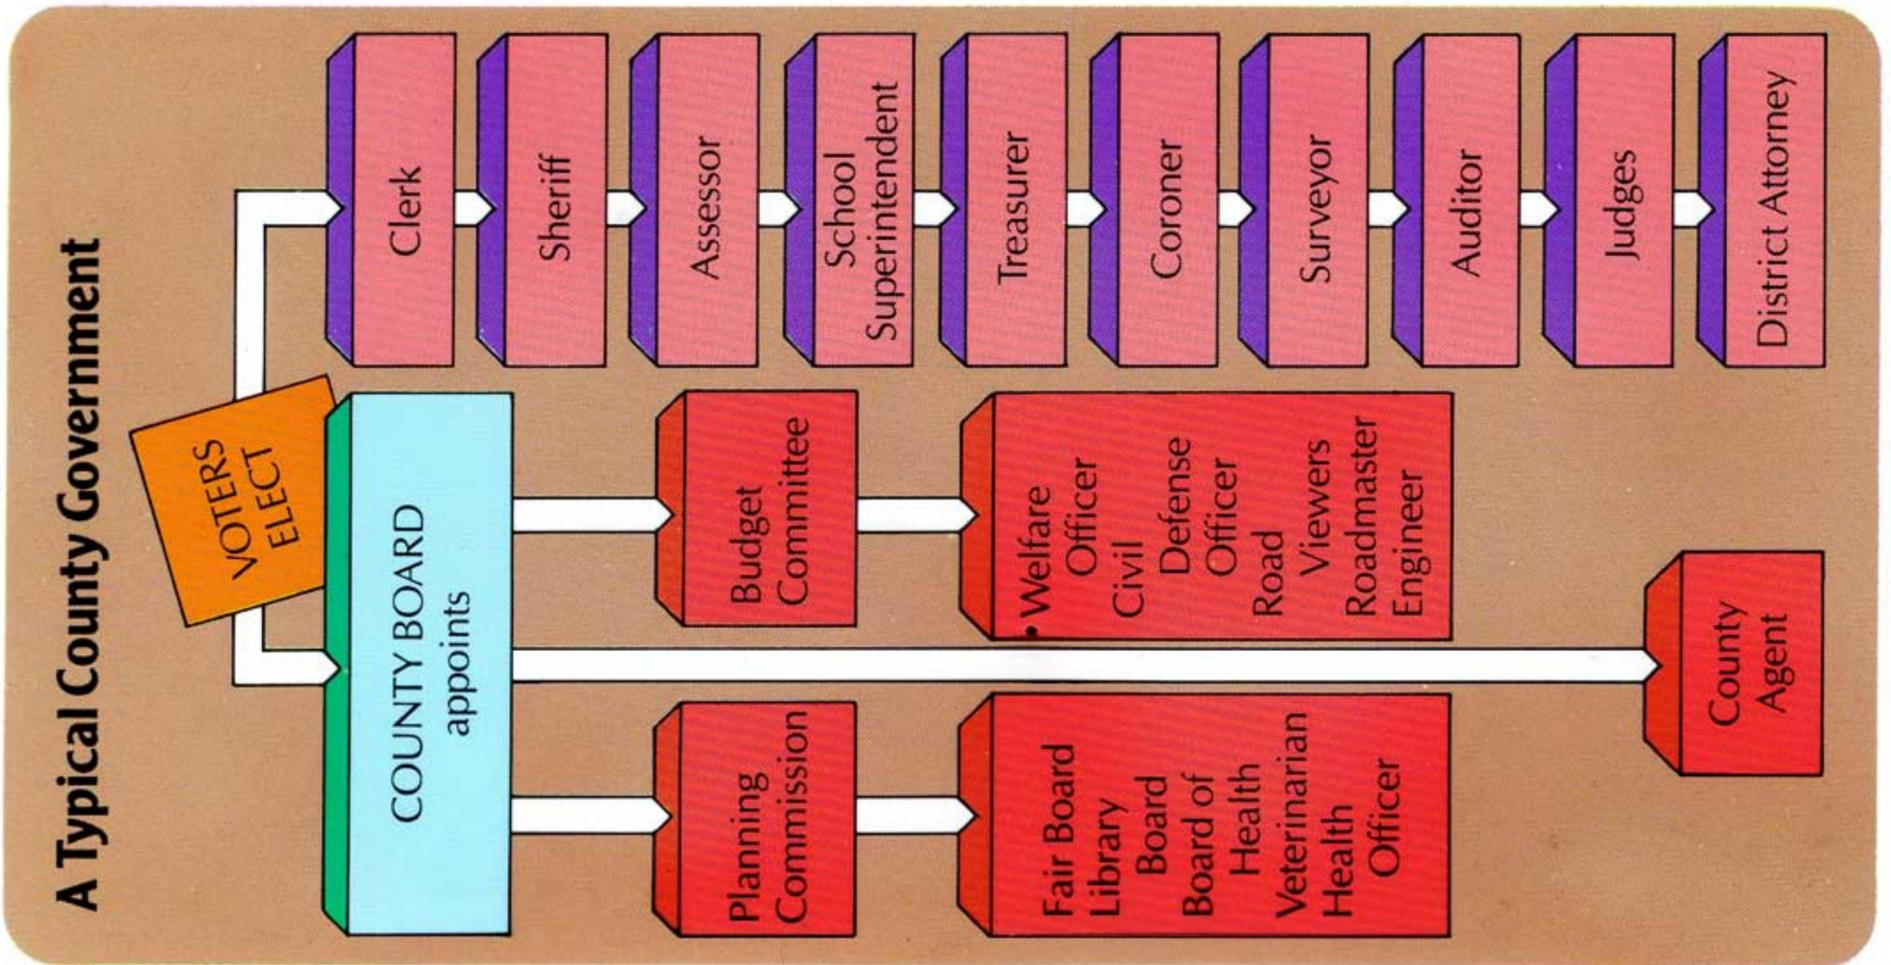 A Typical County Government
VOTERS
ELECT
COUNTY BOARD
appoints
Planning
Commission
Fair Board
Library
Board
Board of
Health
Veterinarian
Health
Officer
Budget
Committee
• Welfare
Officer
Civil
Defense
Officer
Road
Viewers
Roadmaster
Engineer
County
Agent
Clerk
Sheriff
Assessor
School
Superintendent
Treasurer
Coroner
Surveyor
Auditor
Judges
District Attorney